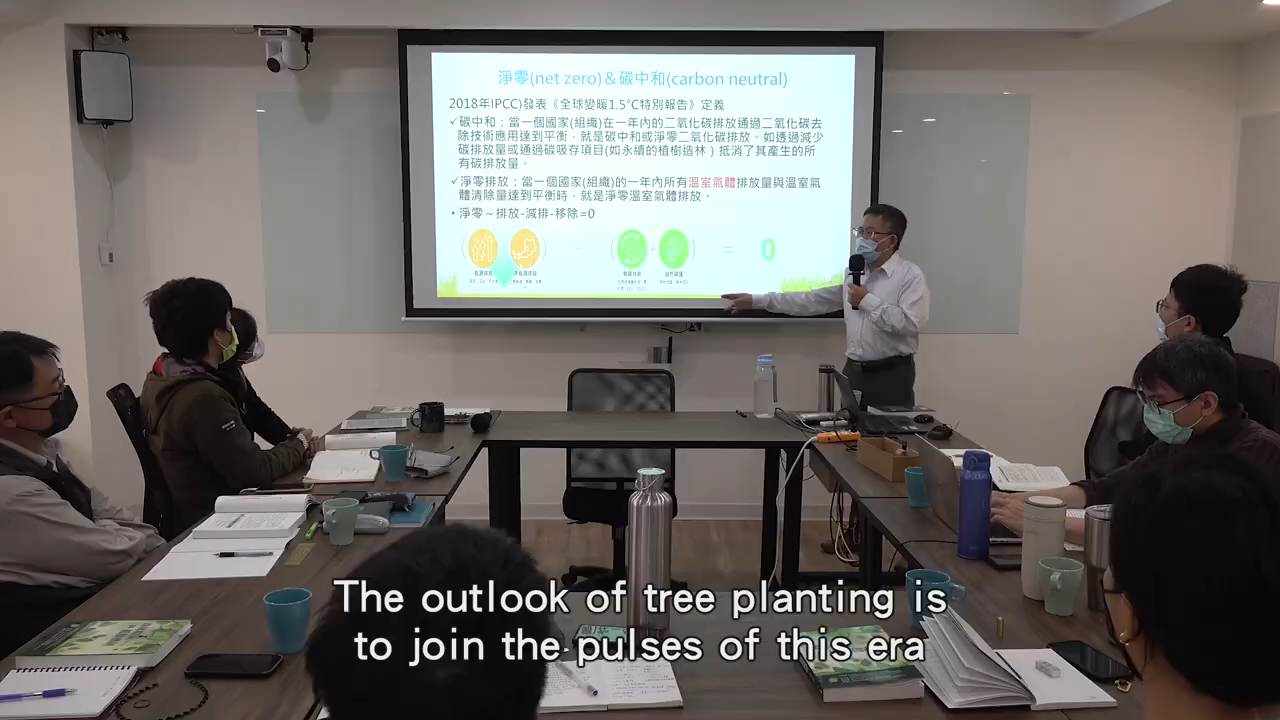 淨零(net zero)＆碳中和(carbon neutral)
2018年IPCC)發表《全球變暖1.5°C特別報告》定義
✓碳中和：當一個國家(組織)在一年內的二氧化碳排放通過二氧化碳去
除技術應用達到平衡，就是碳中和或淨零二氧化碳排放。如透過減少
碳排放量或通過碳吸存項目(如永續的植樹造林）抵消了其產生的所
有碳排放量。
✓淨零排放：當一個國家(組織)的一年內所有溫室氣體排放量與溫室氣
體清除量達到平衡時，就是淨零溫室氣體排放。
・淨零～排放-減排-移除=0
= 0
The outlook of tree planting is
to join the pulses of this era